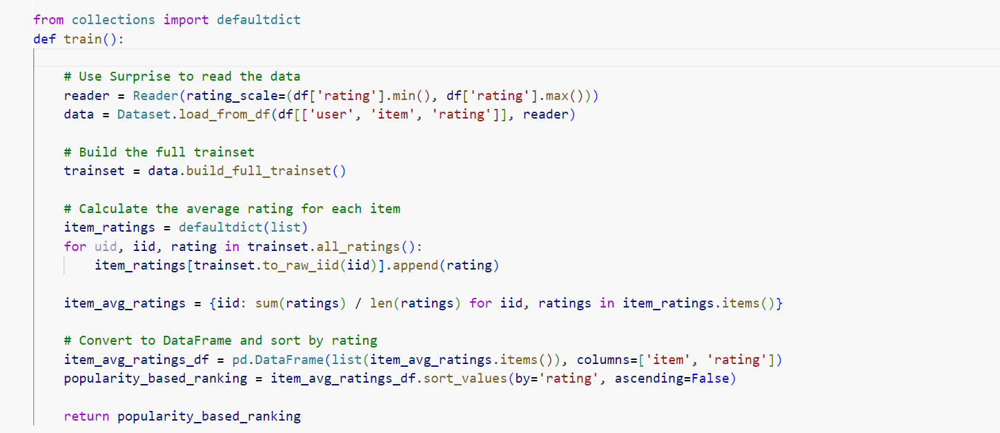 from collections import defaultdict
def train():
# Use Surprise to read the data
reader = Reader(rating_scale=(df['rating'].min(), df['rating'].max()))
data = Dataset.load_from_df(df[['user', 'item', 'rating']], reader)
# Build the full trainset
trainset = data.build_full_trainset()
# Calculate the average rating for each item
item_ratings = defaultdict(list)
for uid, iid, rating in trainset.all_ratings():
item_ratings[trainset.to_raw_iid(iid)].append(rating)
item_avg_ratings = {iid: sum(ratings) / len(ratings) for iid, ratings in item_ratings.items()}
# Convert to DataFrame and sort by rating
item_avg_ratings_df = pd.DataFrame(list(item_avg_ratings.items()), columns=['item', 'rating'])
popularity_based_ranking = item_avg_ratings_df.sort_values(by='rating', ascending=False)
return popularity_based_ranking